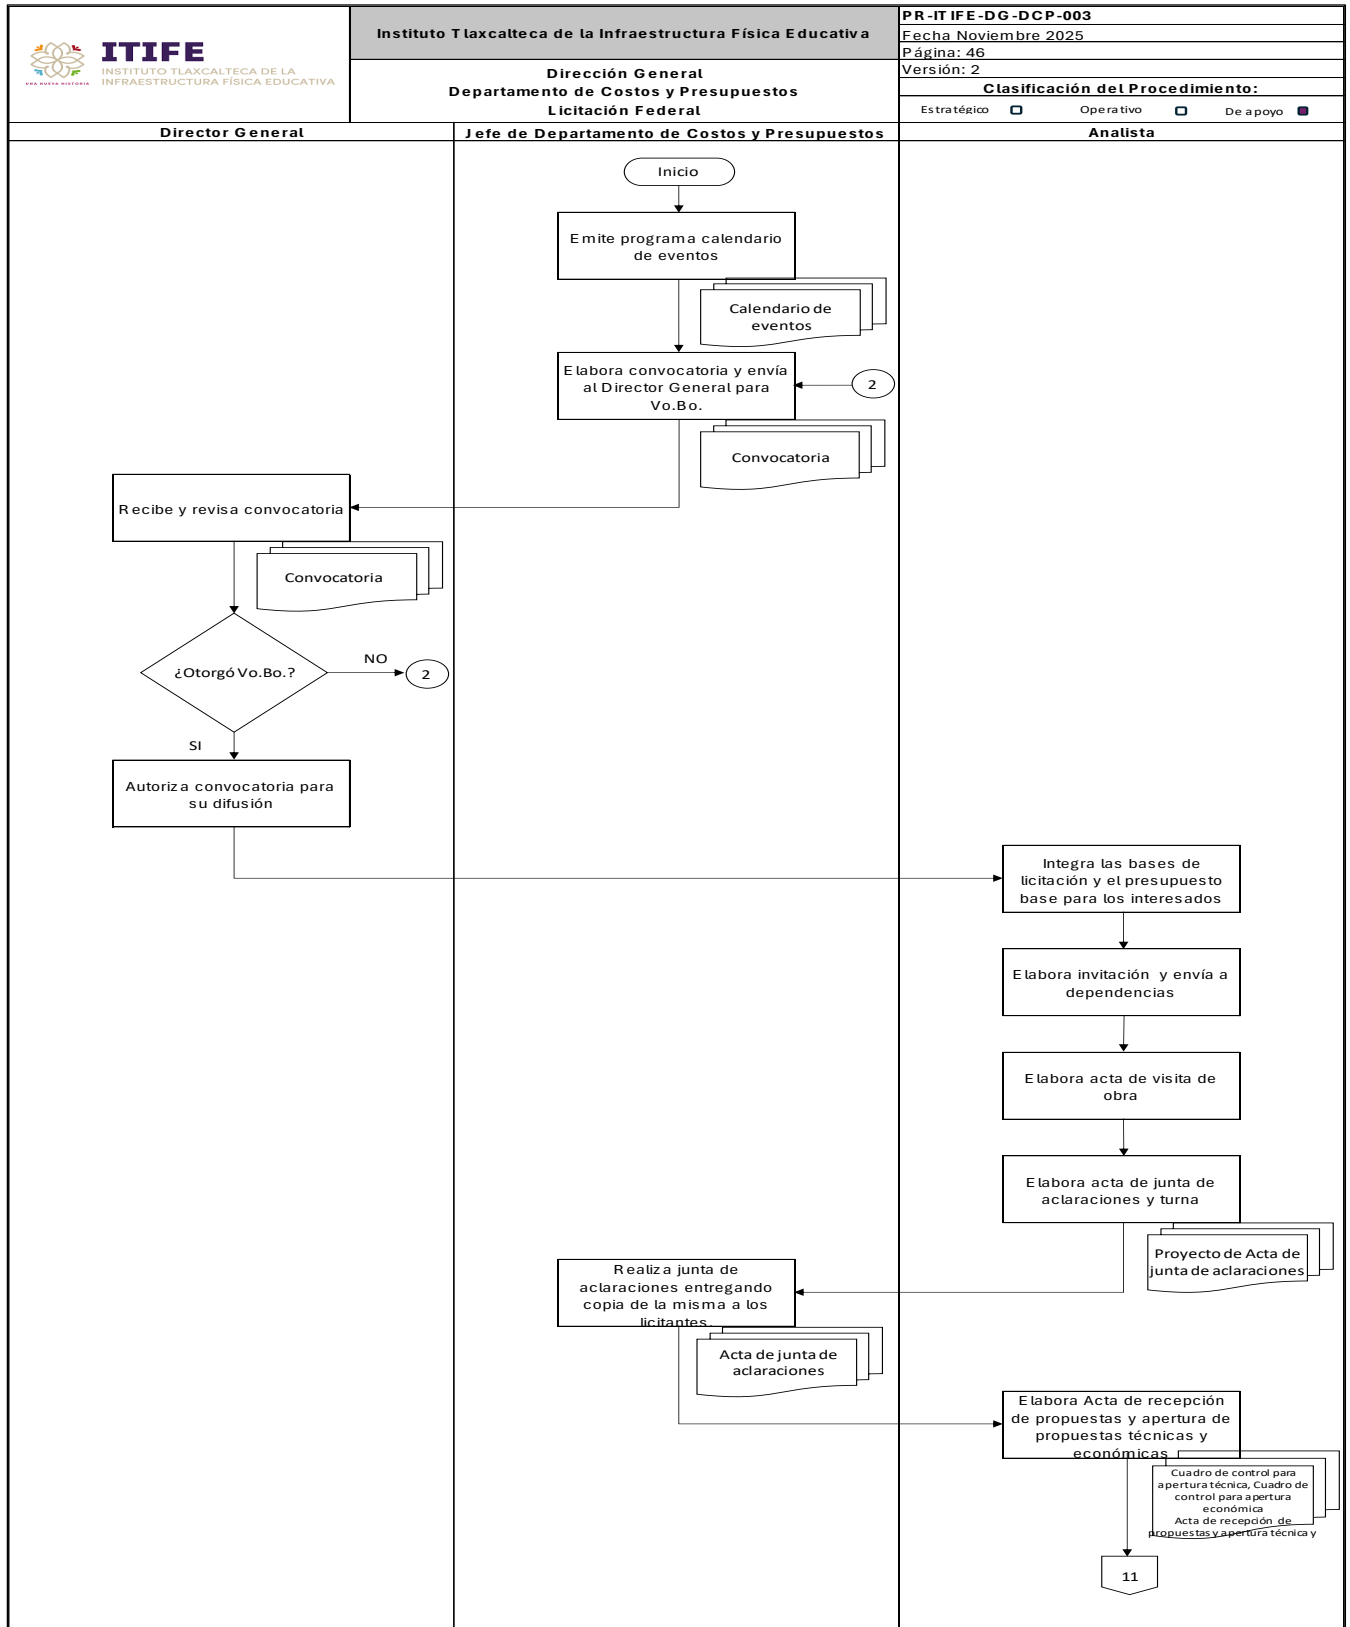 ITIFE
INSTITUTO TLAXCALTECA DE LA
INFRAESTRUCTURA FÍSICA EDUCATIVA
UNA NUEVA HISTORIA
Instituto Tlaxcalteca de la Infraestructura Física Educativa
Dirección General
Departamento de Costos y Presupuestos
Licitación Federal
PR-ITIFE-DG-DCP-003
Fecha Noviembre 2025
Página: 46
Versión: 2
Clasificación del Procedimiento:
Estratégico
Operativo
De apoyo
Director General
Jefe de Departamento de Costos y Presupuestos
Analista
Inicio
Emite programa calendario
de eventos
Calendario de
eventos
Elabora convocatoria y envía
al Director General para
Vo.Bo.
2
Convocatoria
Recibe y revisa convocatoria
Convocatoria
¿Otorgó Vo.Bo.?
NO
2
SI
Autoriza convocatoria para
su difusión
Integra las bases de
licitación y el presupuesto
base para los interesados
Elabora invitación y envía a
dependencias
Elabora acta de visita de
obra
Elabora acta de junta de
aclaraciones y turna
Proyecto de Acta de
junta de aclaraciones
Realiza junta de
aclaraciones entregando
copia de la misma a los
licitantes.
Acta de junta de
aclaraciones
Elabora Acta de recepción
de propuestas y apertura de
propuestas técnicas y
económicas
Cuadro de control para
apertura técnica, Cuadro de
control para apertura
económica
Acta de recepción de
propuestas y apertura técnica y
11